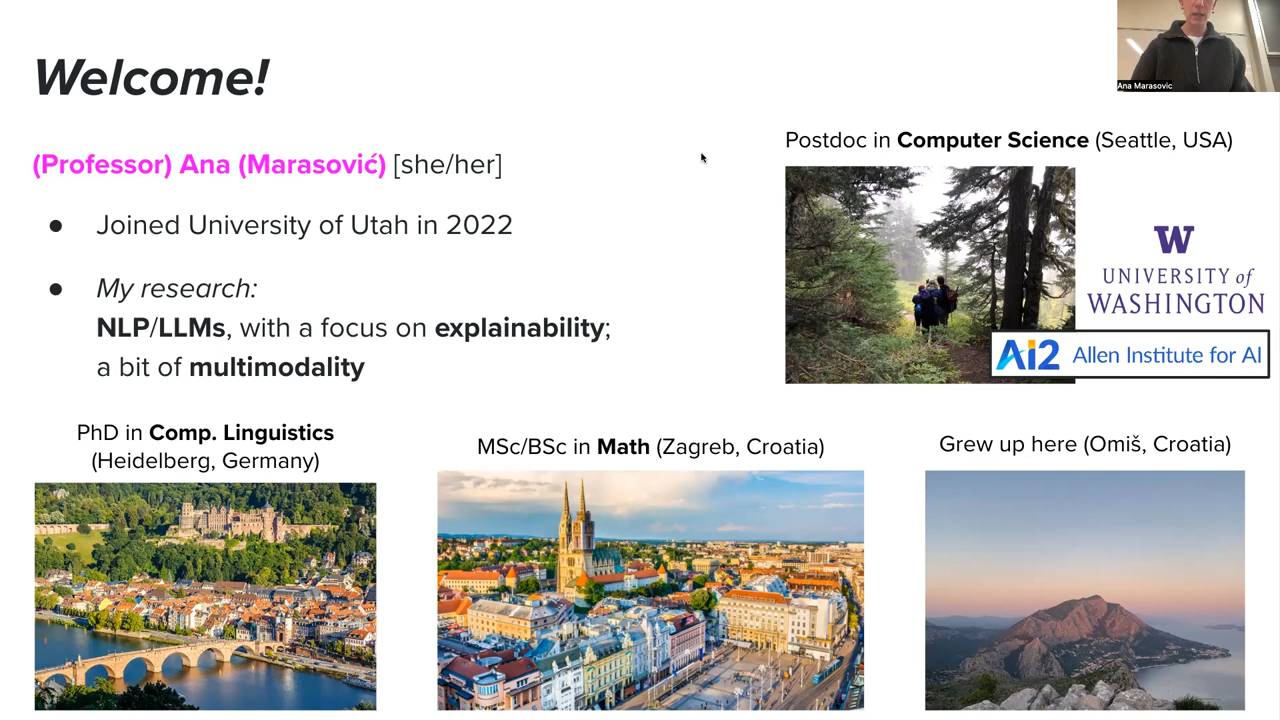 Welcome!
Ana Marasovic
(Professor) Ana (Marasović) [she/her]
Postdoc in Computer Science (Seattle, USA)
● Joined University of Utah in 2022
● My research:
NLP/LLMs, with a focus on explainability;
a bit of multimodality
W
UNIVERSITY of
WASHINGTON
Ai2 Allen Institute for AI
PhD in Comp. Linguistics
(Heidelberg, Germany)
MSc/BSc in Math (Zagreb, Croatia)
Grew up here (Omiš, Croatia)